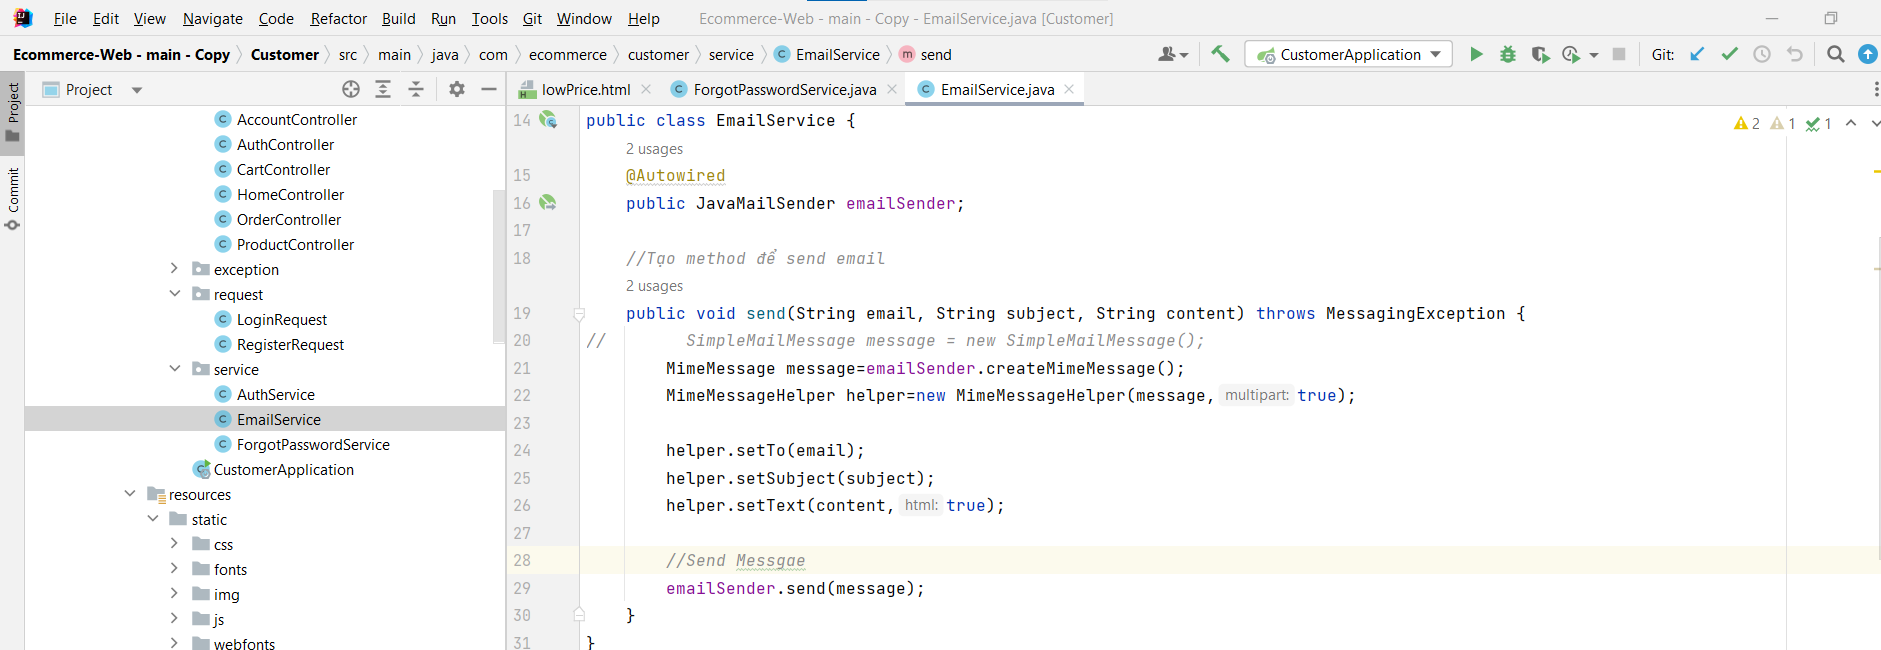 File Edit View Navigate Code Refactor Build Run Tools Git Window Help Ecommerce-Web - main - Copy - EmailService.java [Customer]
Ecommerce-Web - main - Copy Customer src main java com ecommerce customer service C EmailService m send CustomerApplication Git:
Project lowPrice.html C ForgotPasswordService.java C EmailService.java
Project
Commit
C AccountController
C AuthController
C CartController
C HomeController
C OrderController
C ProductController
exception
request
C LoginRequest
C RegisterRequest
service
C AuthService
C EmailService
C ForgotPasswordService
CustomerApplication
resources
static
css
fonts
img
js
webfonts
2 1 1
14 public class EmailService {
2 usages
15 @Autowired
16 public JavaMailSender emailSender;
17
18 //Tạo method để send email
2 usages
19 public void send(String email, String subject, String content) throws MessagingException {
20 // SimpleMailMessage message = new SimpleMailMessage();
21 MimeMessage message=emailSender.createMimeMessage();
22 MimeMessageHelper helper=new MimeMessageHelper(message, multipart: true);
23
24 helper.setTo(email);
25 helper.setSubject(subject);
26 helper.setText(content, html: true);
27
28 //Send Messgae
29 emailSender.send(message);
30 }
31 }